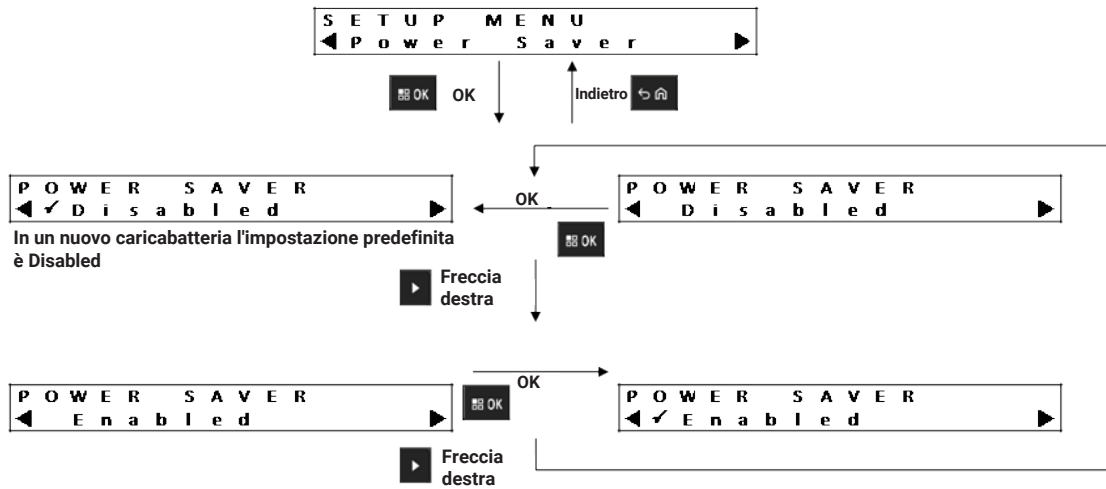 SETUP MENU
Power Saver
OK
OK
Indietro
POWER SAVER
✓Disabled
OK
POWER SAVER
Disabled
In un nuovo caricabatteria l'impostazione predefinita
è Disabled
OK
Freccia
destra
POWER SAVER
Enabled
OK
OK
POWER SAVER
✓Enabled
Freccia
destra